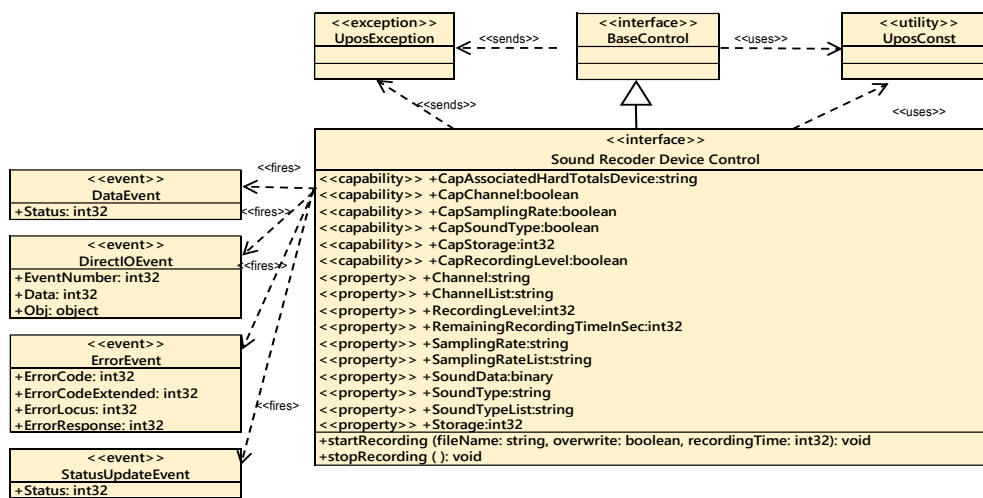 <<exception>>
UposException
<<sends>>
<<interface>>
BaseControl
<<uses>>
<<utility>>
UposConst
<<sends>>
<<uses>>
<<interface>>
Sound Recoder Device Control
<<capability>> +CapAssociatedHardTotalsDevice:string
<<capability>> +CapChannel:boolean
<<capability>> +CapSamplingRate:boolean
<<capability>> +CapSoundType:boolean
<<capability>> +CapStorage:int32
<<capability>> +CapRecordingLevel:boolean
<<property>> +Channel:string
<<property>> +ChannelList:string
<<property>> +RecordingLevel:int32
<<property>> +RemainingRecordingTimeInSec:int32
<<property>> +SamplingRate:string
<<property>> +SamplingRateList:string
<<property>> +SoundData:binary
<<property>> +SoundType:string
<<property>> +SoundTypeList:string
<<property>> +Storage:int32
+startRecording (fileName: string, overwrite: boolean, recordingTime: int32): void
+stopRecording ( ): void
<<fires>>
<<event>>
DataEvent
+Status: int32
<<fires>>
<<event>>
DirectIOEvent
+EventNumber: int32
+Data: int32
+Obj: object
<<fires>>
<<event>>
ErrorEvent
+ErrorCode: int32
+ErrorCodeExtended: int32
+ErrorLocus: int32
+ErrorResponse: int32
<<fires>>
<<event>>
StatusUpdateEvent
+Status: int32